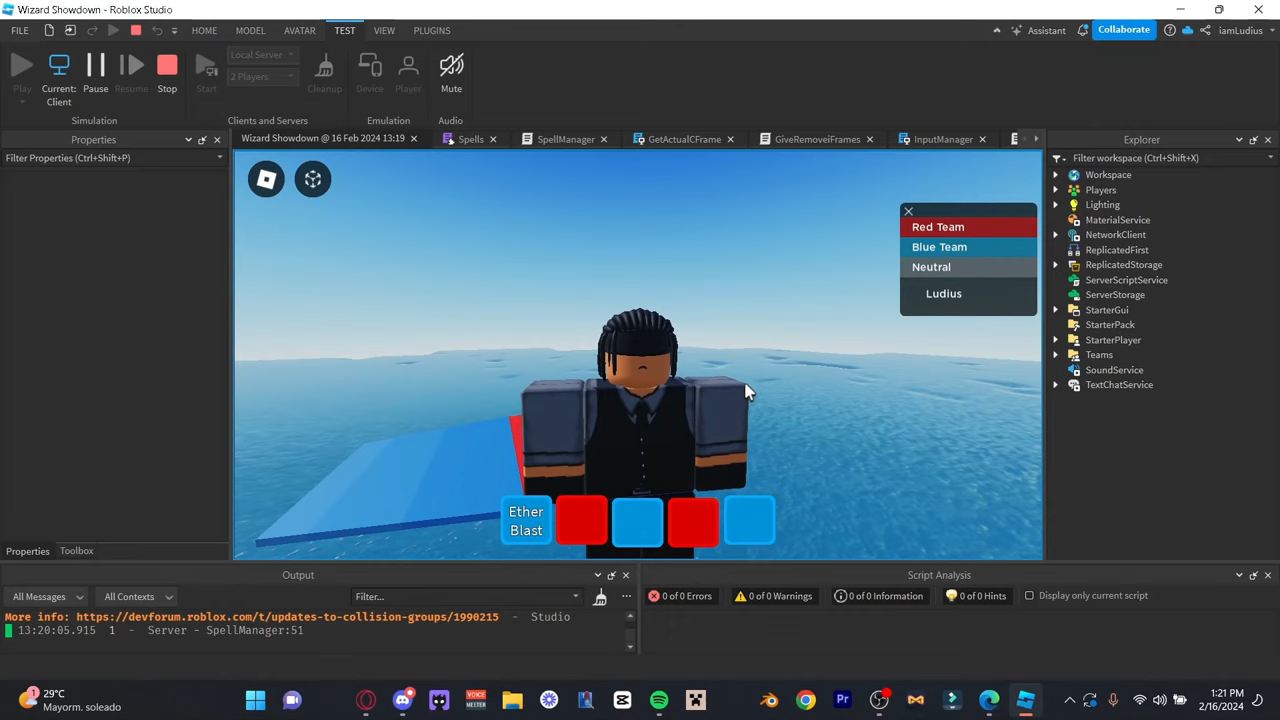 Wizard Showdown - Roblox Studio
FILE HOME MODEL AVATAR TEST VIEW PLUGINS Assistant Collaborate iamLudius
Play Current: Client Pause Resume Stop Start Local Server 2 Players Cleanup Device Player Mute
Simulation Clients and Servers Emulation Audio
Properties Wizard Showdown @ 16 Feb 2024 13:19 Spells SpellManager GetActualCFrame GiveRemoveiFrames InputManager Explorer
Filter Properties (Ctrl+Shift+P) Filter workspace (Ctrl+Shift+X)
Workspace
Players
Lighting
MaterialService
NetworkClient
ReplicatedFirst
ReplicatedStorage
ServerScriptService
ServerStorage
StarterGui
StarterPack
StarterPlayer
Teams
SoundService
TextChatService
Red Team
Blue Team
Neutral
Ludius
Ether
Blast
Properties Toolbox
Output Script Analysis
All Messages All Contexts Filter... 0 of 0 Errors 0 of 0 Warnings 0 of 0 Information 0 of 0 Hints Display only current script
More info: https://devforum.roblox.com/t/updates-to-collision-groups/1990215 - Studio
13:20:05.915 1 - Server - SpellManager:51
1 29°C
Mayorm. soleado
VOICE MEETER
Pr
1:21 PM
2/16/2024